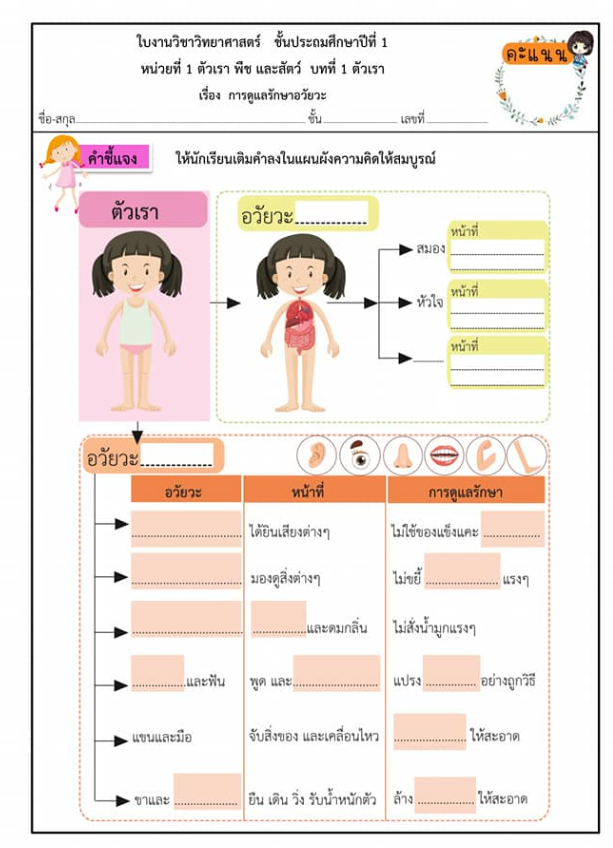 ใบงานวิชาวิทยาศาสตร์ ชั้นประถมศึกษาปีที่ 1
คะแนน
หน่วยที่ 1 ตัวเรา พืช และสัตว์ บทที่ 1 ตัวเรา
เรื่อง การดูแลรักษาอวัยวะ
ชื่อ-สกุล............................................................ ชั้น .................... เลขที่ ................
คำชี้แจง ให้นักเรียนเติมคำลงในแผนผังความคิดให้สมบูรณ์
ตัวเรา
อวัยวะ..............
สมอง
หน้าที่
หัวใจ
หน้าที่
..........
หน้าที่
อวัยวะ..............
อวัยวะ หน้าที่ การดูแลรักษา
.............................. ได้ยินเสียงต่างๆ ไม่ใช้ของแข็งแคะ ................
.............................. มองดูสิ่งต่างๆ ไม่ขยี้ .................... แรงๆ
.............................. ..............และดมกลิ่น ไม่สั่งน้ำมูกแรงๆ
..............และฟัน พูด และ...................... แปรง ................อย่างถูกวิธี
แขนและมือ จับสิ่งของ และเคลื่อนไหว .................... ให้สะอาด
ขาและ .................. ยืน เดิน วิ่ง รับน้ำหนักตัว ล้าง ................ ให้สะอาด